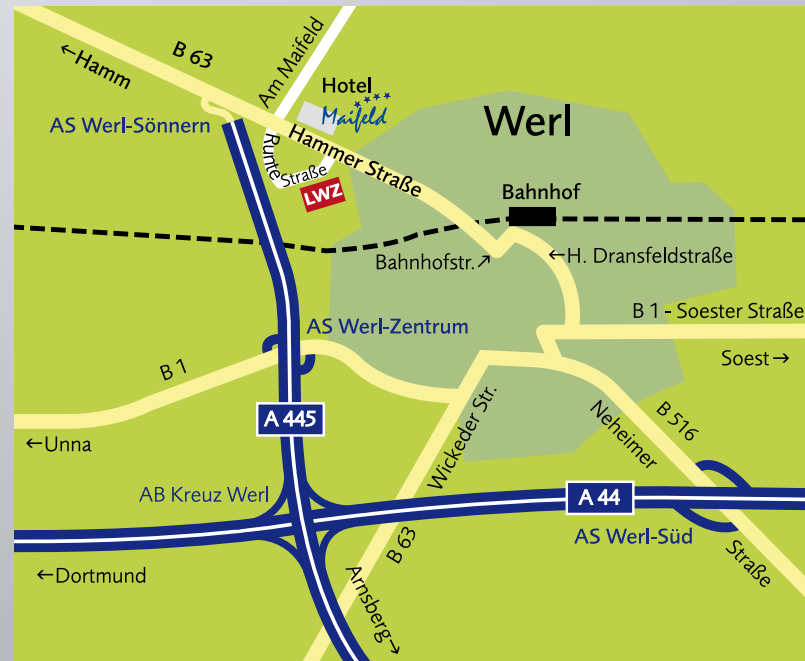 B 63
←Hamm
Am Maifeld
Hotel
Maifeld
AS Werl-Sönnern
Werl
Hammer Straße
Runte
Straße
LWZ
Bahnhof
Bahnhofstr.↗
←H. Dransfeldstraße
B 1 - Soester Straße
AS Werl-Zentrum
Soest→
B 1
A 445
Wickeder Str.
Neheimer
B 516
←Unna
AB Kreuz Werl
A 44
AS Werl-Süd
B 63
Straße
←Dortmund
Arnsberg→